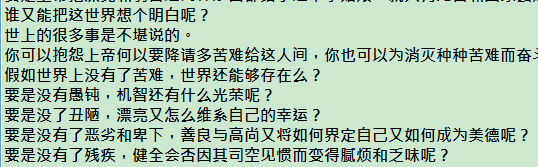 谁又能把这世界想个明白呢？
世上的很多事是不堪说的。
你可以抱怨上帝何以要降请多苦难给这人间，你也可以为消灭种种苦难而奋
假如世界上没有了苦难，世界还能够存在么？
要是没有愚钝，机智还有什么光荣呢？
要是没了丑陋，漂亮又怎么维系自己的幸运？
要是没有了恶劣和卑下，善良与高尚又将如何界定自己又如何成为美德呢？
要是没有了残疾，健全会否因其司空见惯而变得腻烦和乏味呢？